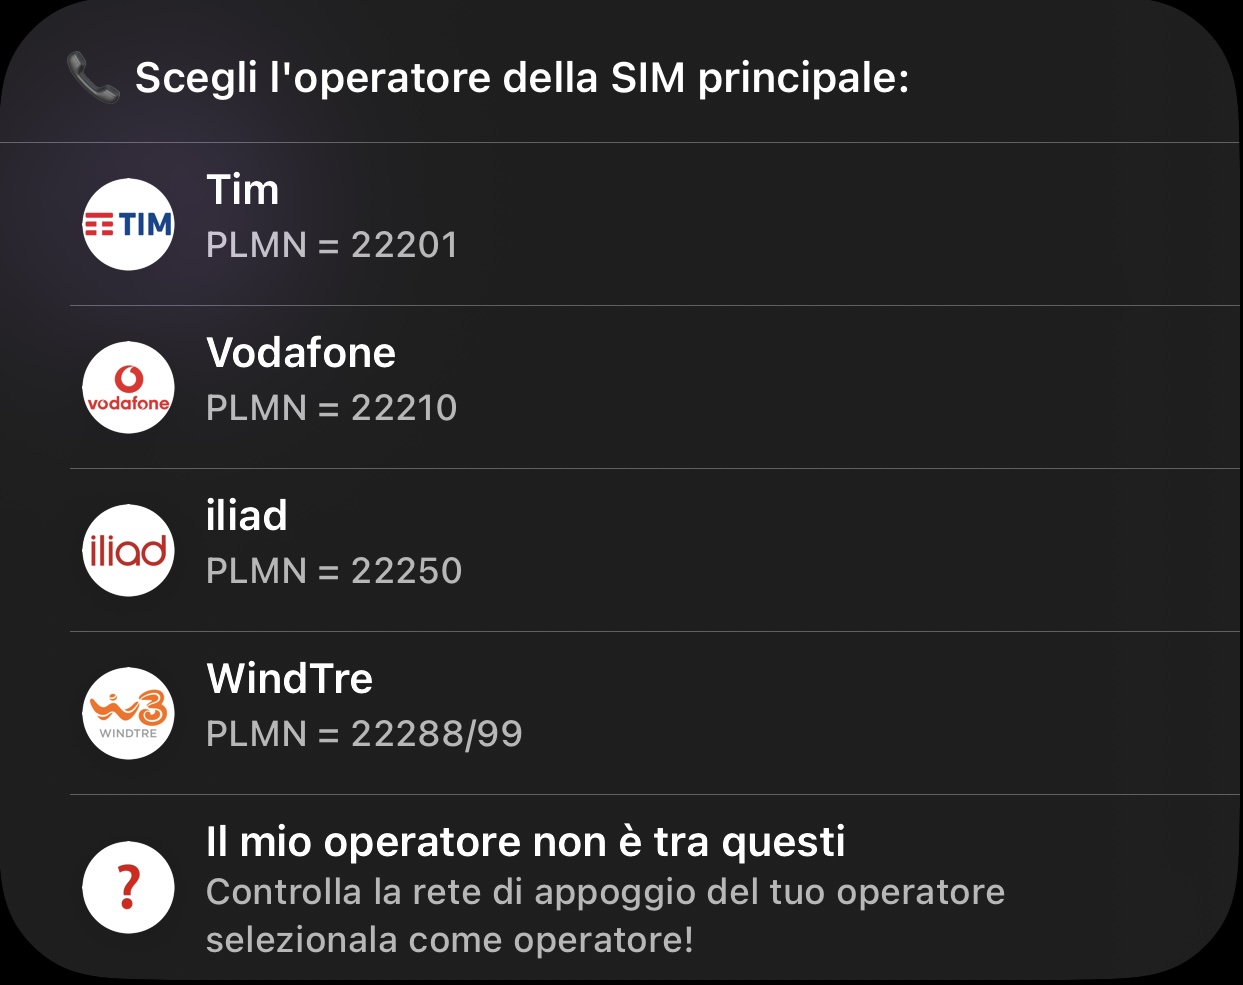 Scegli l'operatore della SIM principale:
TIM
Tim
PLMN = 22201
vodafone
Vodafone
PLMN = 22210
iliad
iliad
PLMN = 22250
W3
WINDTRE
WindTre
PLMN = 22288/99
?
Il mio operatore non è tra questi
Controlla la rete di appoggio del tuo operatore
selezionala come operatore!